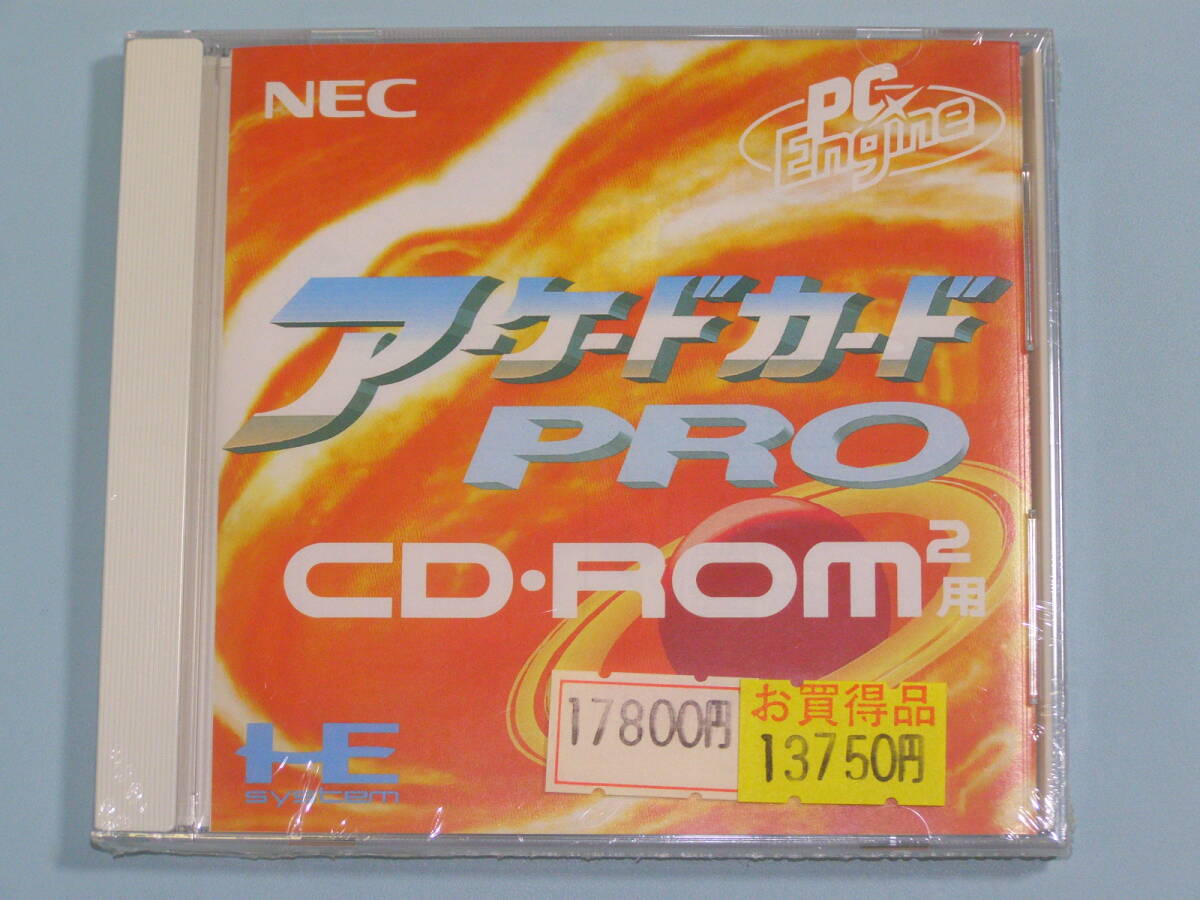 NEC
PC Engine
アーケードカード
PRO
CD・ROM²用
17800円
お買得品
13750円
HE
system